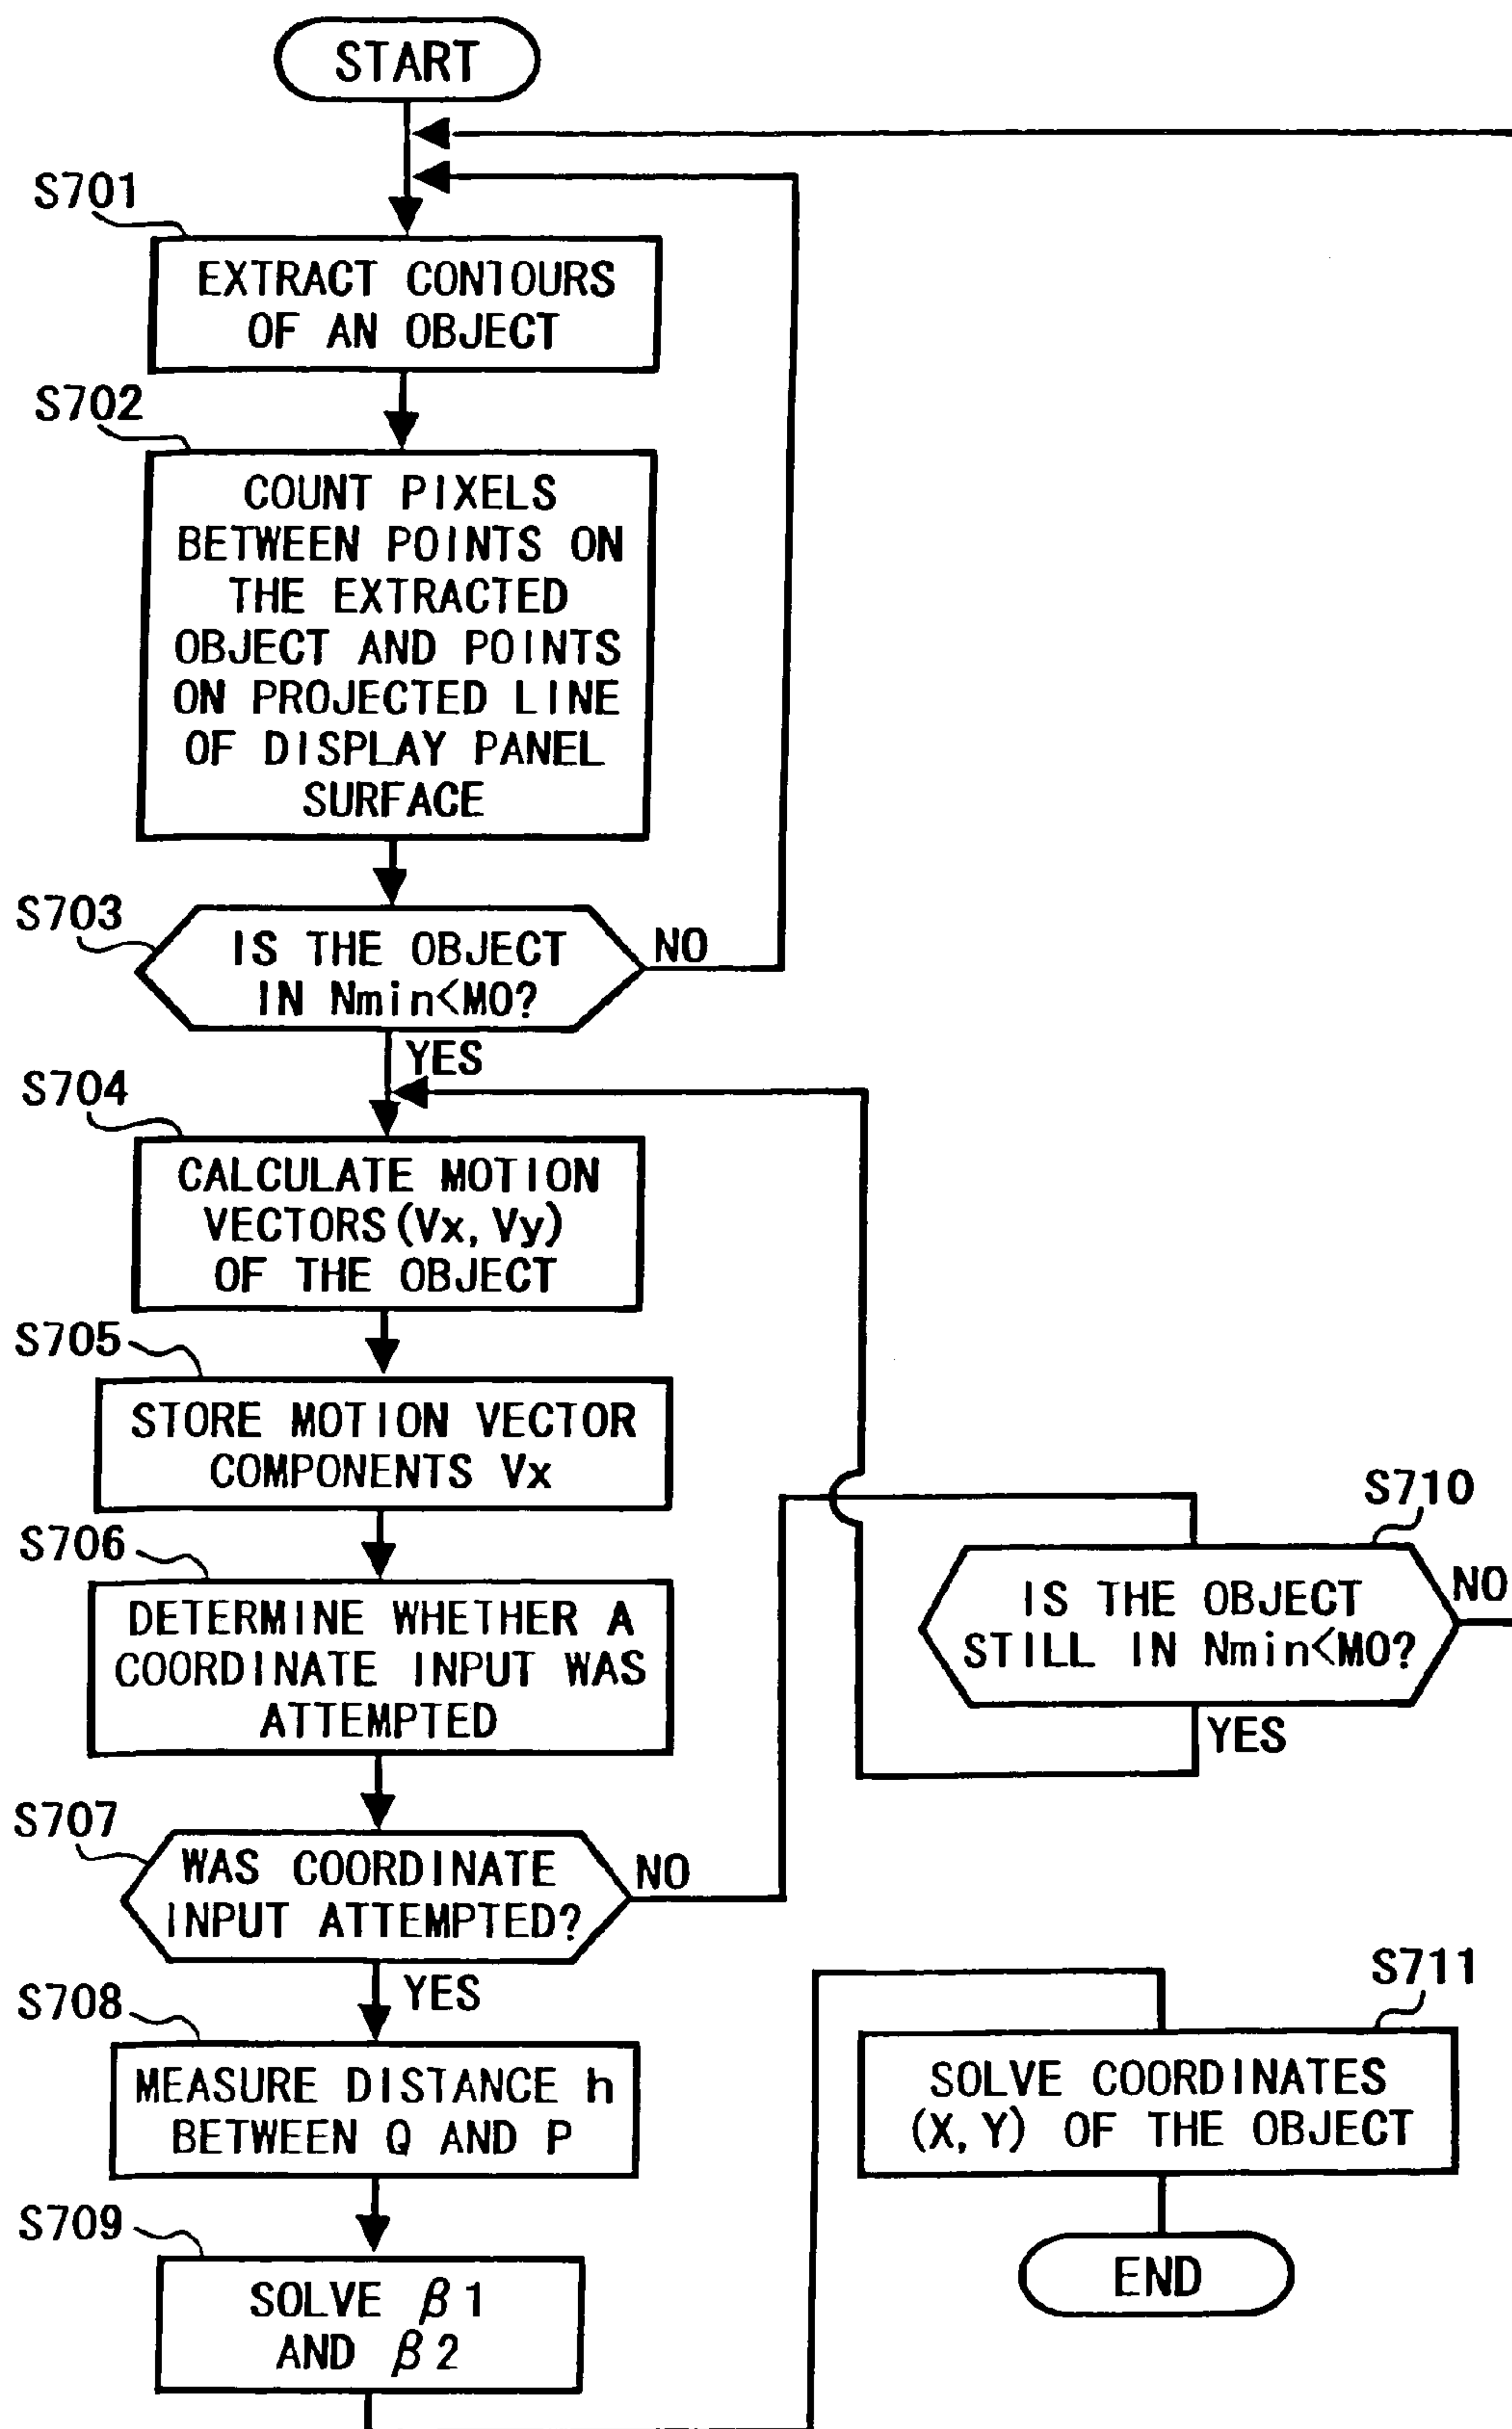 START
S701
EXTRACT CONTOURS
OF AN OBJECT
S702
COUNT PIXELS
BETWEEN POINTS ON
THE EXTRACTED
OBJECT AND POINTS
ON PROJECTED LINE
OF DISPLAY PANEL
SURFACE
S703
IS THE OBJECT
IN Nmin<M0?
NO
YES
S704
CALCULATE MOTION
VECTORS(Vx, Vy)
OF THE OBJECT
S705
STORE MOTION VECTOR
COMPONENTS Vx
S706
DETERMINE WHETHER A
COORDINATE INPUT WAS
ATTEMPTED
S707
WAS COORDINATE
INPUT ATTEMPTED?
NO
YES
S708
MEASURE DISTANCE h
BETWEEN Q AND P
S709
SOLVE β1
AND β2
S710
IS THE OBJECT
STILL IN Nmin<M0?
NO
YES
S711
SOLVE COORDINATES
(X, Y) OF THE OBJECT
END